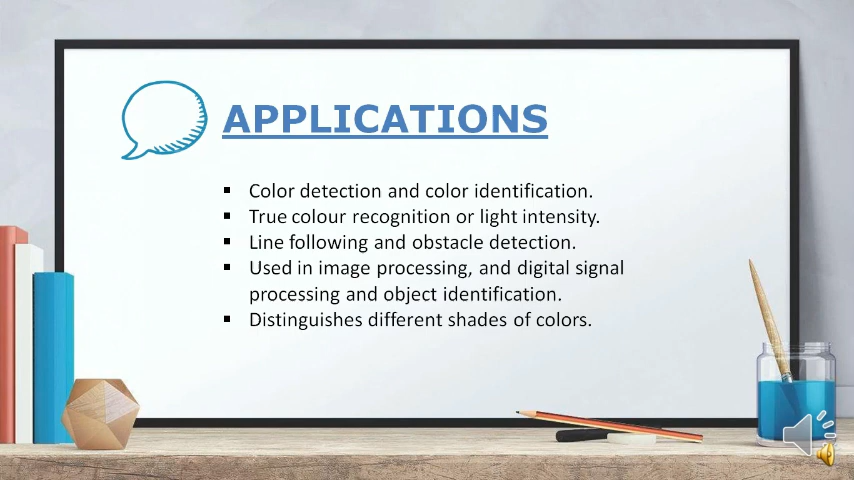 APPLICATIONS
▪ Color detection and color identification.
▪ True colour recognition or light intensity.
▪ Line following and obstacle detection.
▪ Used in image processing, and digital signal
processing and object identification.
▪ Distinguishes different shades of colors.